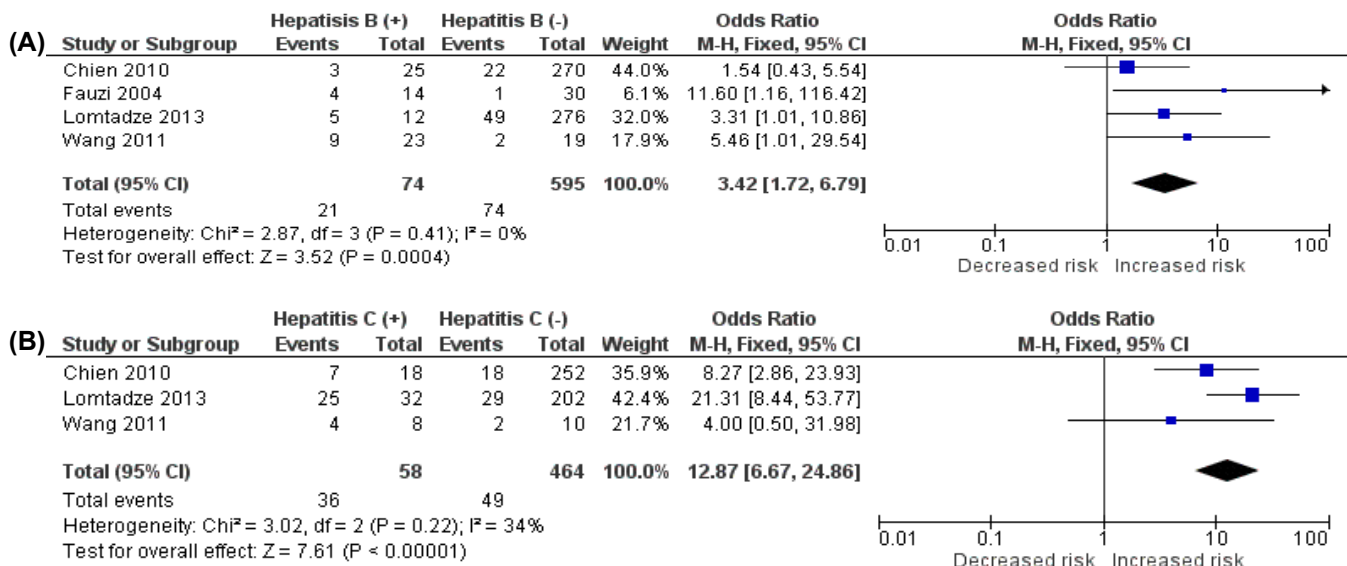 (A)
Hepatisis B (+) Hepatitis B (-) Odds Ratio Odds Ratio
Study or Subgroup Events Total Events Total Weight M-H, Fixed, 95% CI M-H, Fixed, 95% CI
Chien 2010 3 25 22 270 44.0% 1.54 [0.43, 5.54]
Fauzi 2004 4 14 1 30 6.1% 11.60 [1.16, 116.42]
Lomtadze 2013 5 12 49 276 32.0% 3.31 [1.01, 10.86]
Wang 2011 9 23 2 19 17.9% 5.46 [1.01, 29.54]
Total (95% CI) 74 595 100.0% 3.42 [1.72, 6.79]
Total events 21 74
Heterogeneity: Chi² = 2.87, df = 3 (P = 0.41); I² = 0%
Test for overall effect: Z = 3.52 (P = 0.0004)
0.01 0.1 1 10 100
Decreased risk Increased risk
(B)
Hepatitis C (+) Hepatitis C (-) Odds Ratio Odds Ratio
Study or Subgroup Events Total Events Total Weight M-H, Fixed, 95% CI M-H, Fixed, 95% CI
Chien 2010 7 18 18 252 35.9% 8.27 [2.86, 23.93]
Lomtadze 2013 25 32 29 202 42.4% 21.31 [8.44, 53.77]
Wang 2011 4 8 2 10 21.7% 4.00 [0.50, 31.98]
Total (95% CI) 58 464 100.0% 12.87 [6.67, 24.86]
Total events 36 49
Heterogeneity: Chi² = 3.02, df = 2 (P = 0.22); I² = 34%
Test for overall effect: Z = 7.61 (P < 0.00001)
0.01 0.1 1 10 100
Decreased risk Increased risk